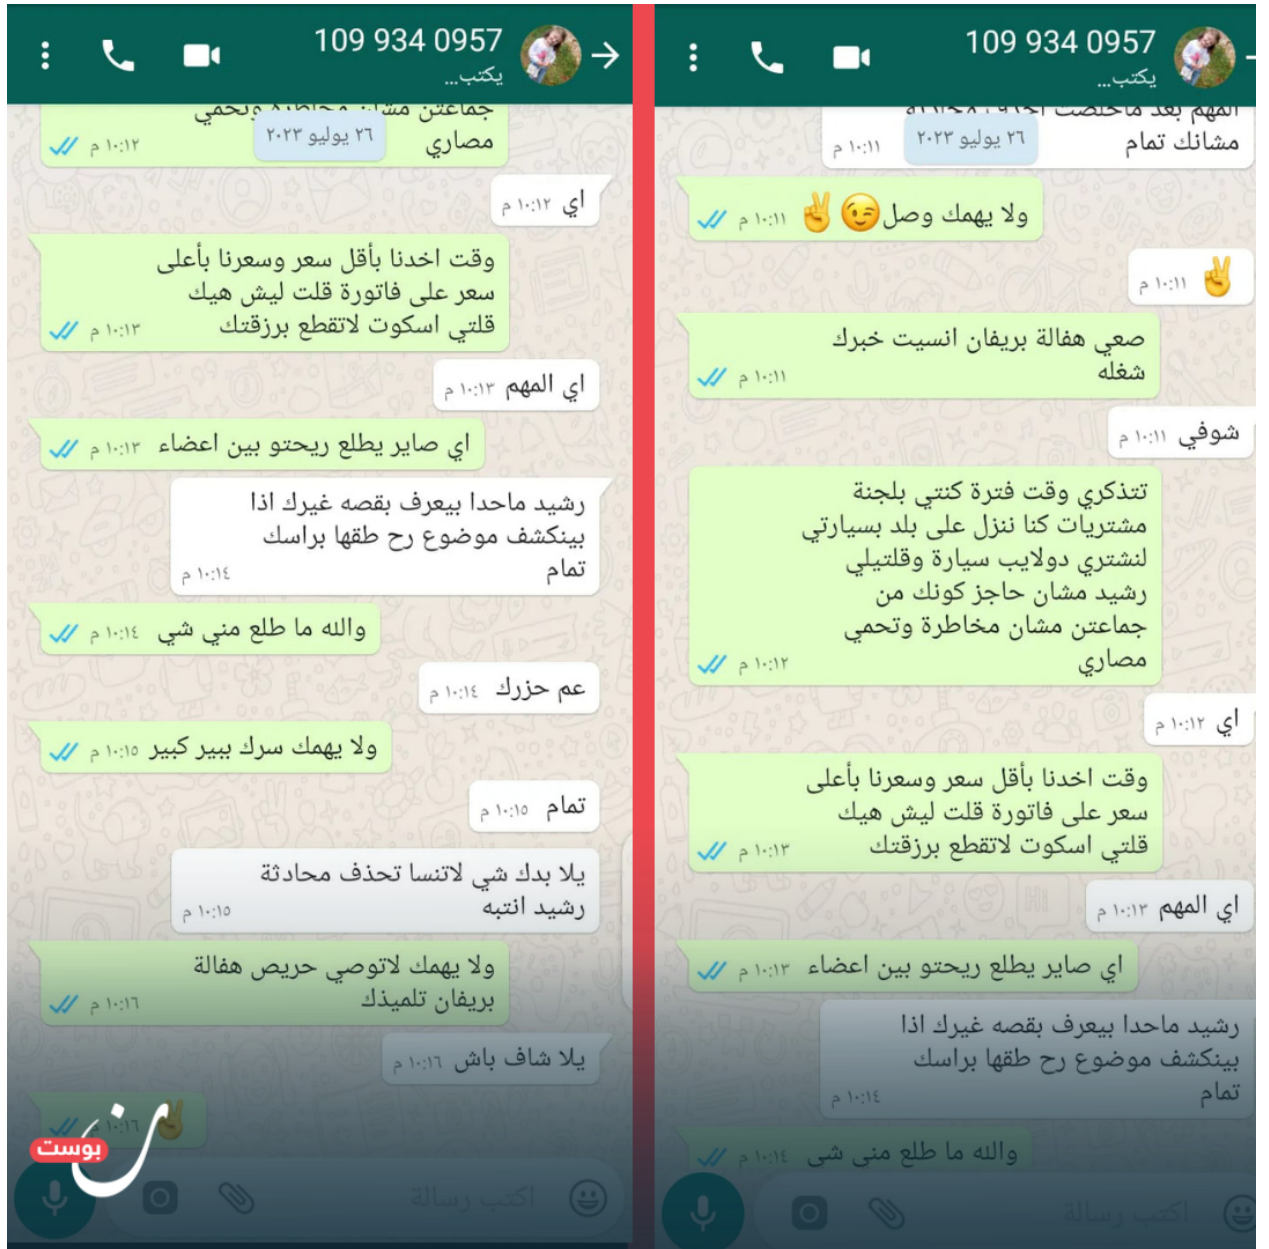 109 934 0957
يكتب...
جماعتن مشان مخاطرة وتحمي
٢٦ يوليو ٢٠٢٣
مصاري
١٠:١٢ م
اي
١٠:١٢ م
وقت اخدنا بأقل سعر وسعرنا بأعلى
سعر على فاتورة قلت ليش هيك
قلتي اسكوت لاتقطع برزقتك
١٠:١٣ م
اي المهم
١٠:١٣ م
اي صاير يطلع ريحتو بين اعضاء
١٠:١٣ م
رشيد ماحدا بيعرف بقصه غيرك اذا
بينكشف موضوع رح طقها براسك
تمام
١٠:١٤ م
والله ما طلع مني شي
١٠:١٤ م
عم حزرك
١٠:١٤ م
ولا يهمك سرك ببير كبير
١٠:١٥ م
تمام
١٠:١٥ م
يلا بدك شي لاتنسا تحذف محادثة
رشيد انتبه
١٠:١٥ م
ولا يهمك لاتوصي حريص هفالة
بريفان تلميذك
١٠:١٦ م
يلا شاف باش
١٠:١٦ م
✌
١٠:١٦ م
اكتب رسالة
ن
بوست
109 934 0957
يكتب...
المهم بعد ماخلصت احذف محادثة
٢٦ يوليو ٢٠٢٣
مشانك تمام
١٠:١١ م
ولا يهمك وصل😉✌
١٠:١١ م
✌
١٠:١١ م
صعي هفالة بريفان انسيت خبرك
شغله
١٠:١١ م
شوفي
١٠:١١ م
تتذكري وقت فترة كنتي بلجنة
مشتريات كنا ننزل على بلد بسيارتي
لنشتري دولايب سيارة وقلتيلي
رشيد مشان حاجز كونك من
جماعتن مشان مخاطرة وتحمي
مصاري
١٠:١٢ م
اي
١٠:١٢ م
وقت اخدنا بأقل سعر وسعرنا بأعلى
سعر على فاتورة قلت ليش هيك
قلتي اسكوت لاتقطع برزقتك
١٠:١٣ م
اي المهم
١٠:١٣ م
اي صاير يطلع ريحتو بين اعضاء
١٠:١٣ م
رشيد ماحدا بيعرف بقصه غيرك اذا
بينكشف موضوع رح طقها براسك
تمام
١٠:١٤ م
والله ما طلع مني شي
١٠:١٤ م
اكتب رسالة